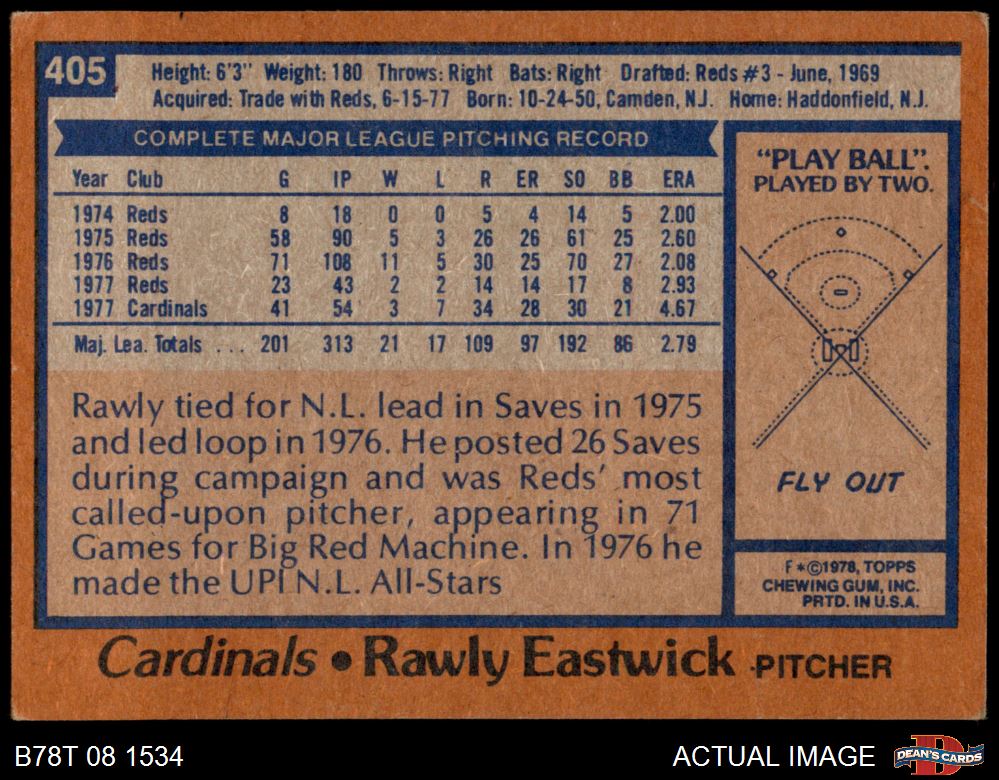 405
Height: 6'3" Weight: 180 Throws: Right Bats: Right Drafted: Reds #3 - June, 1969
Acquired: Trade with Reds, 6-15-77 Born: 10-24-50, Camden, N.J. Home: Haddonfield, N.J.
COMPLETE MAJOR LEAGUE PITCHING RECORD
Year Club G IP W L R ER SO BB ERA
1974 Reds 8 18 0 0 5 4 14 5 2.00
1975 Reds 58 90 5 3 26 26 61 25 2.60
1976 Reds 71 108 11 5 30 25 70 27 2.08
1977 Reds 23 43 2 2 14 14 17 8 2.93
1977 Cardinals 41 54 3 7 34 28 30 21 4.67
Maj. Lea. Totals ... 201 313 21 17 109 97 192 86 2.79
Rawly tied for N.L. lead in Saves in 1975
and led loop in 1976. He posted 26 Saves
during campaign and was Reds' most
called-upon pitcher, appearing in 71
Games for Big Red Machine. In 1976 he
made the UPI N.L. All-Stars
"PLAY BALL".
PLAYED BY TWO.
FLY OUT
F*©1978, TOPPS
CHEWING GUM, INC.
PRTD. IN U.S.A.
Cardinals • Rawly Eastwick PITCHER
B78T 08 1534
ACTUAL IMAGE
DEAN'S CARDS